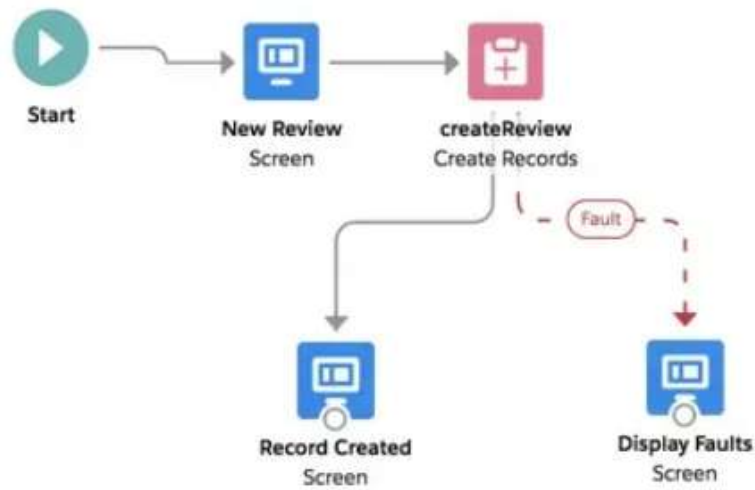 Start
New Review
Screen
createReview
Create Records
Fault
Record Created
Screen
Display Faults
Screen